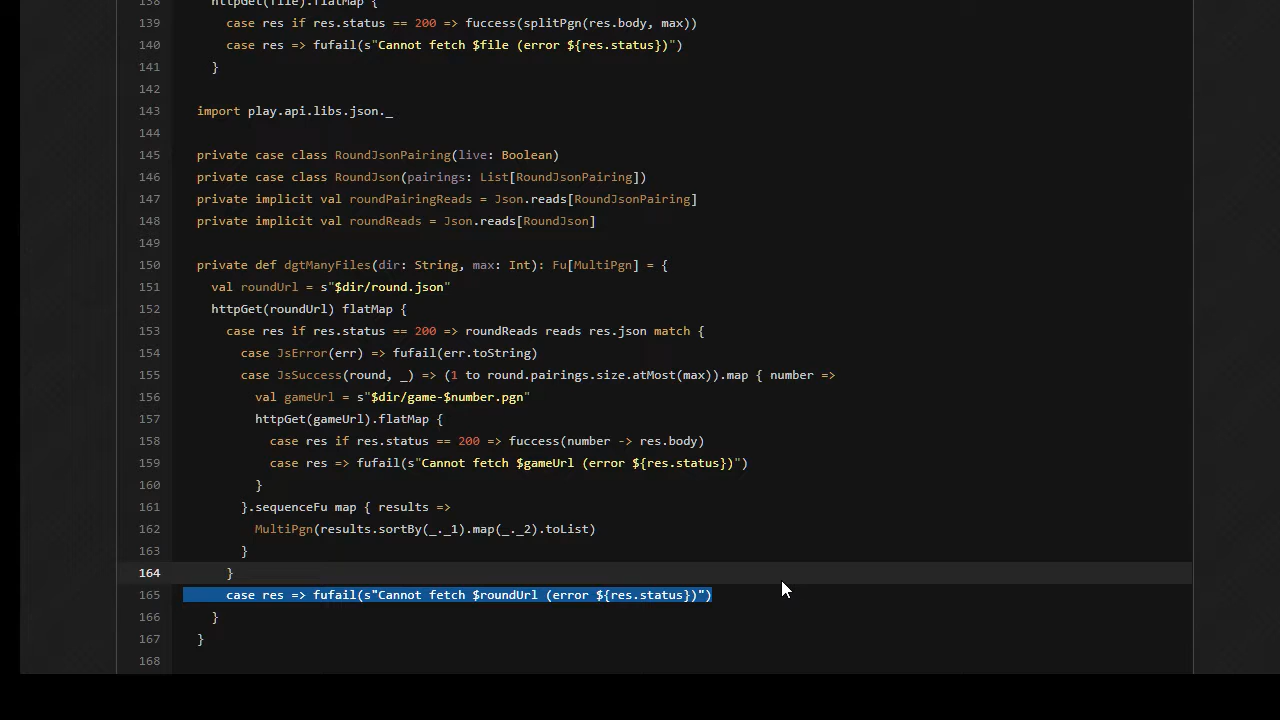 138 httpGet(file).flatMap {
139 case res if res.status == 200 => fuccess(splitPgn(res.body, max))
140 case res => fufail(s"Cannot fetch $file (error ${res.status})")
141 }
142
143 import play.api.libs.json._
144
145 private case class RoundJsonPairing(live: Boolean)
146 private case class RoundJson(pairings: List[RoundJsonPairing])
147 private implicit val roundPairingReads = Json.reads[RoundJsonPairing]
148 private implicit val roundReads = Json.reads[RoundJson]
149
150 private def dgtManyFiles(dir: String, max: Int): Fu[MultiPgn] = {
151 val roundUrl = s"$dir/round.json"
152 httpGet(roundUrl) flatMap {
153 case res if res.status == 200 => roundReads reads res.json match {
154 case JsError(err) => fufail(err.toString)
155 case JsSuccess(round, _) => (1 to round.pairings.size.atMost(max)).map { number =>
156 val gameUrl = s"$dir/game-$number.pgn"
157 httpGet(gameUrl).flatMap {
158 case res if res.status == 200 => fuccess(number -> res.body)
159 case res => fufail(s"Cannot fetch $gameUrl (error ${res.status})")
160 }
161 }.sequenceFu map { results =>
162 MultiPgn(results.sortBy(_._1).map(_._2).toList)
163 }
164 }
165 case res => fufail(s"Cannot fetch $roundUrl (error ${res.status})")
166 }
167 }
168